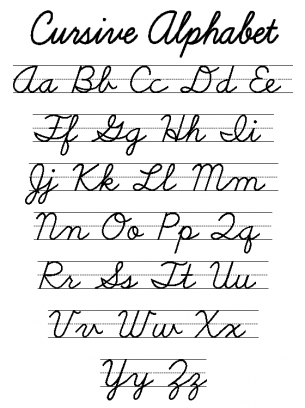 Cursive Alphabet
Aa Bb Cc Dd Ee
Ff Gg Hh Ii
Jj Kk Ll Mm
Nn Oo Pp Qq
Rr Ss Tt Uu
Vv Ww Xx
Yy Zz